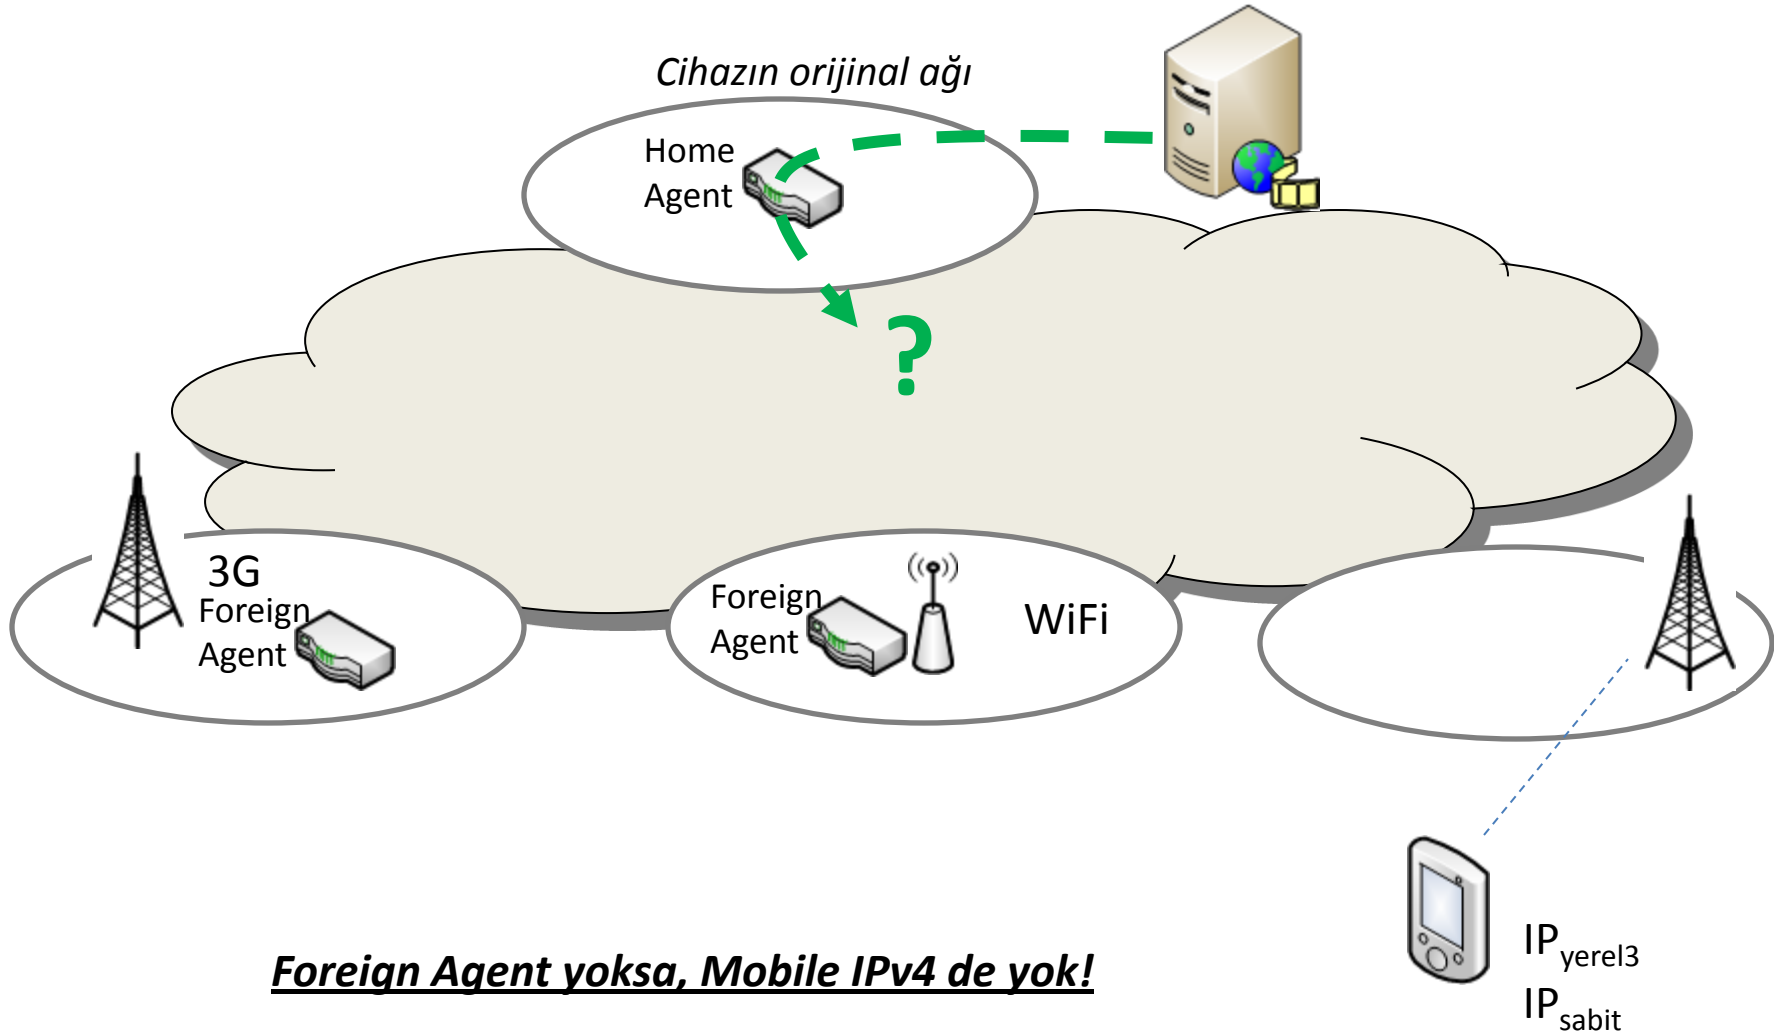 Cihazın orijinal ağı
Home
Agent
?
3G
Foreign
Agent
Foreign
Agent
WiFi
IPyerel3
IPsabit
Foreign Agent yoksa, Mobile IPv4 de yok!